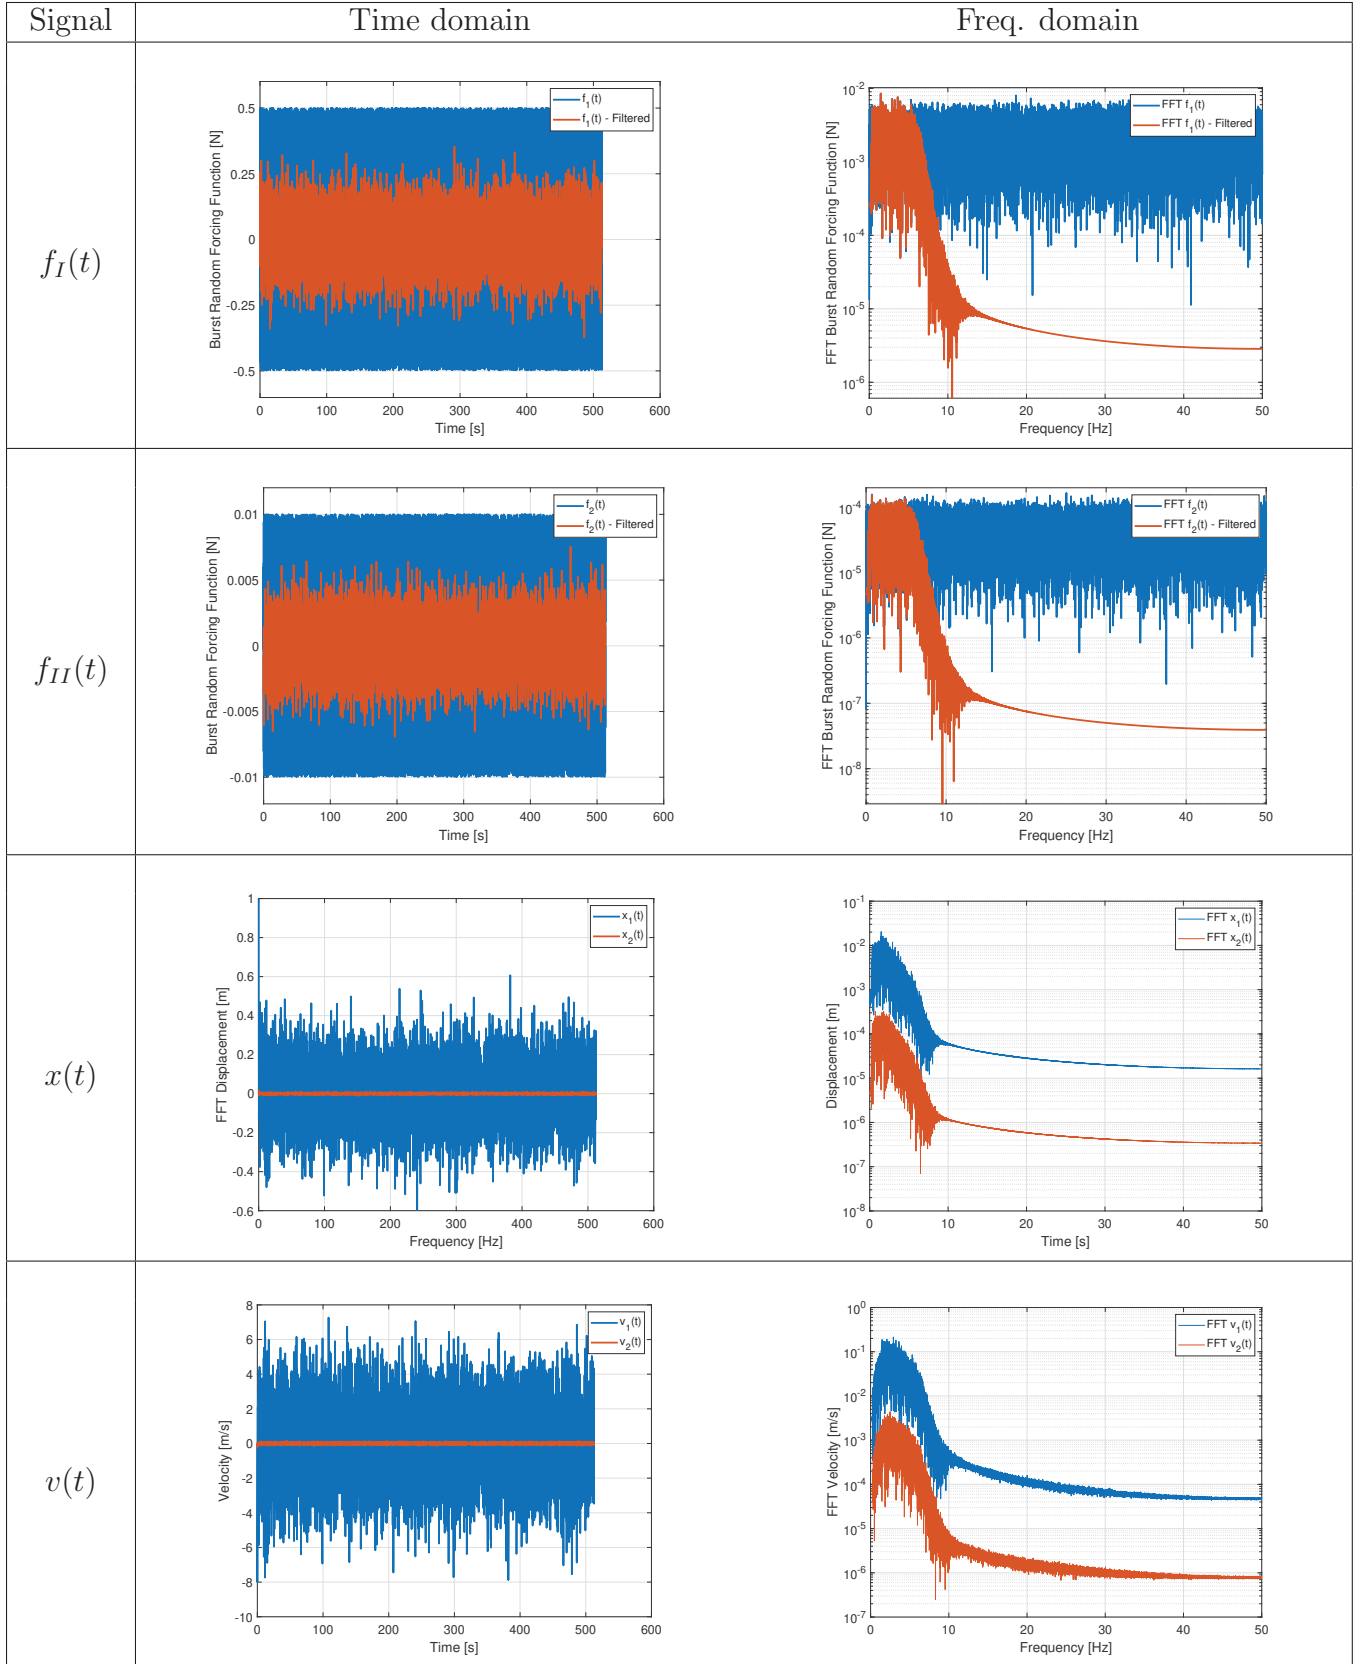 Signal Time domain Freq. domain
f_I(t)
Burst Random Forcing Function [N]
0.5
0.25
0
-0.25
-0.5
0 100 200 300 400 500 600
Time [s]
f_1(t)
f_1(t) - Filtered
FFT Burst Random Forcing Function [N]
10^-2
10^-3
10^-4
10^-5
10^-6
0 10 20 30 40 50
Frequency [Hz]
FFT f_1(t)
FFT f_1(t) - Filtered
f_II(t)
Burst Random Forcing Function [N]
0.01
0.005
0
-0.005
-0.01
0 100 200 300 400 500 600
Time [s]
f_2(t)
f_2(t) - Filtered
FFT Burst Random Forcing Function [N]
10^-4
10^-5
10^-6
10^-7
10^-8
0 10 20 30 40 50
Frequency [Hz]
FFT f_2(t)
FFT f_2(t) - Filtered
x(t)
FFT Displacement [m]
1
0.8
0.6
0.4
0.2
0
-0.2
-0.4
-0.6
0 100 200 300 400 500 600
Frequency [Hz]
x_1(t)
x_2(t)
Displacement [m]
10^-1
10^-2
10^-3
10^-4
10^-5
10^-6
10^-7
10^-8
0 10 20 30 40 50
Time [s]
FFT x_1(t)
FFT x_2(t)
v(t)
Velocity [m/s]
8
6
4
2
0
-2
-4
-6
-8
-10
0 100 200 300 400 500 600
Time [s]
v_1(t)
v_2(t)
FFT Velocity [m/s]
10^0
10^-1
10^-2
10^-3
10^-4
10^-5
10^-6
10^-7
0 10 20 30 40 50
Frequency [Hz]
FFT v_1(t)
FFT v_2(t)